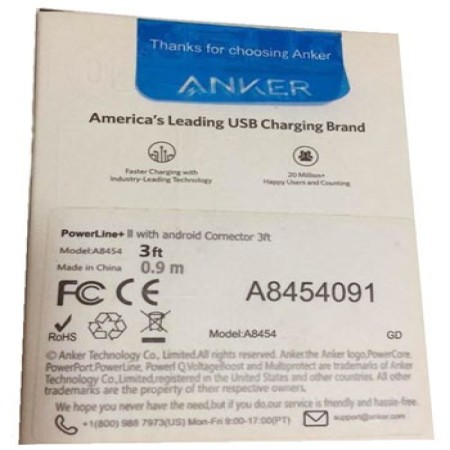 Thanks for choosing Anker
ANKER
America's Leading USB Charging Brand
Faster Charging with
Industry-Leading Technology
20 Million+
Happy Users and Counting
PowerLine+ II with android Connector 3ft
Model:A8454 3ft
Made in China 0.9 m
FC CE
A8454091
RoHS
Model:A8454
GD
© Anker Technology Co., Limited.All rights reserved. Anker.the Anker logo,PowerCore,
PowerPort.PowerLine, Powerf Q.VoltageBoost and Multiprotect are trademarks of Anker
Technology Co.,Limited,registered in the United States and other countries. All other
trademarks are the property of their respective owners.
We hope you never have the need,but if you do,our service is friendly and hassle-free.
+1(800) 988 7973(US) Mon-Fri 9:00-17:00(PT)
support@anker.com